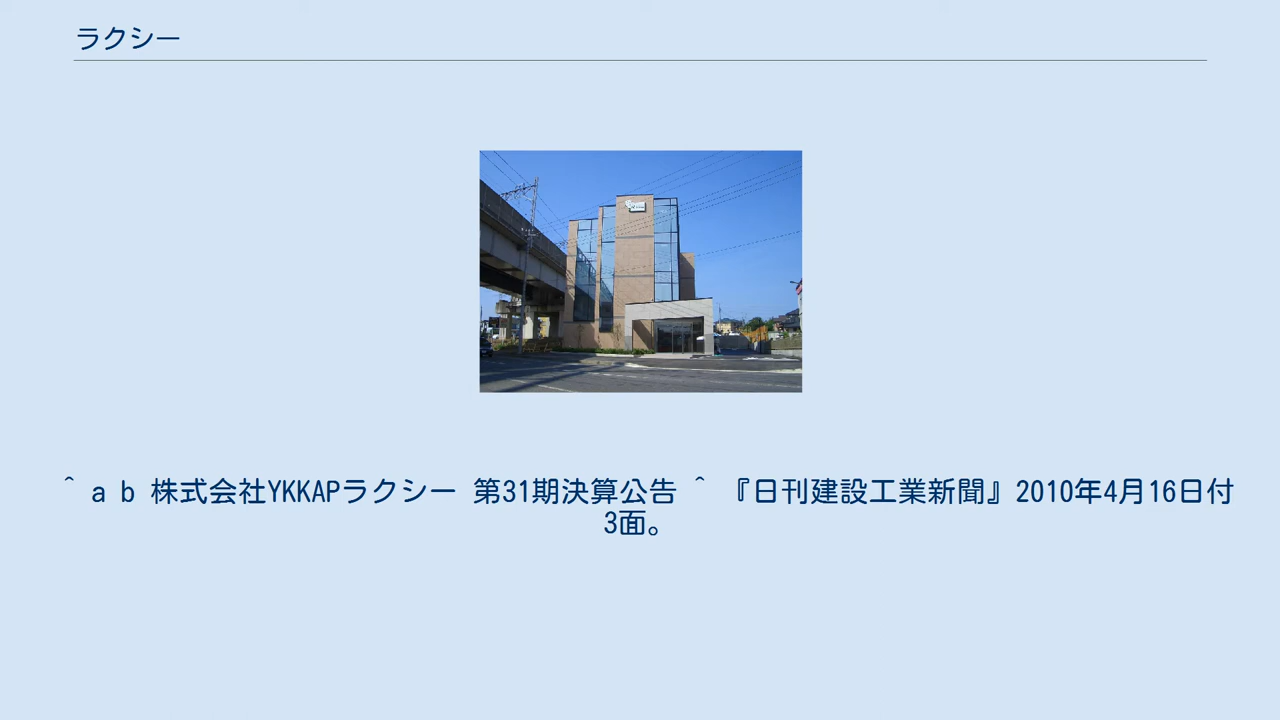 ラクシー
^ a b 株式会社YKKAPラクシー 第31期決算公告 ^ 『日刊建設工業新聞』2010年4月16日付
3面。